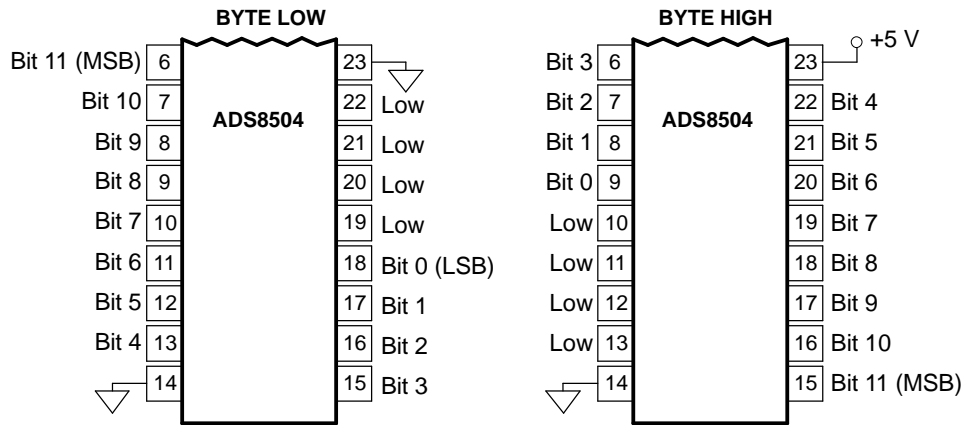 BYTE LOW
Bit 11 (MSB) 6 23
Bit 10 7 22 Low
ADS8504
Bit 9 8 21 Low
Bit 8 9 20 Low
Bit 7 10 19 Low
Bit 6 11 18 Bit 0 (LSB)
Bit 5 12 17 Bit 1
Bit 4 13 16 Bit 2
14 15 Bit 3
BYTE HIGH
+5 V
Bit 3 6 23
Bit 2 7 22 Bit 4
ADS8504
Bit 1 8 21 Bit 5
Bit 0 9 20 Bit 6
Low 10 19 Bit 7
Low 11 18 Bit 8
Low 12 17 Bit 9
Low 13 16 Bit 10
14 15 Bit 11 (MSB)